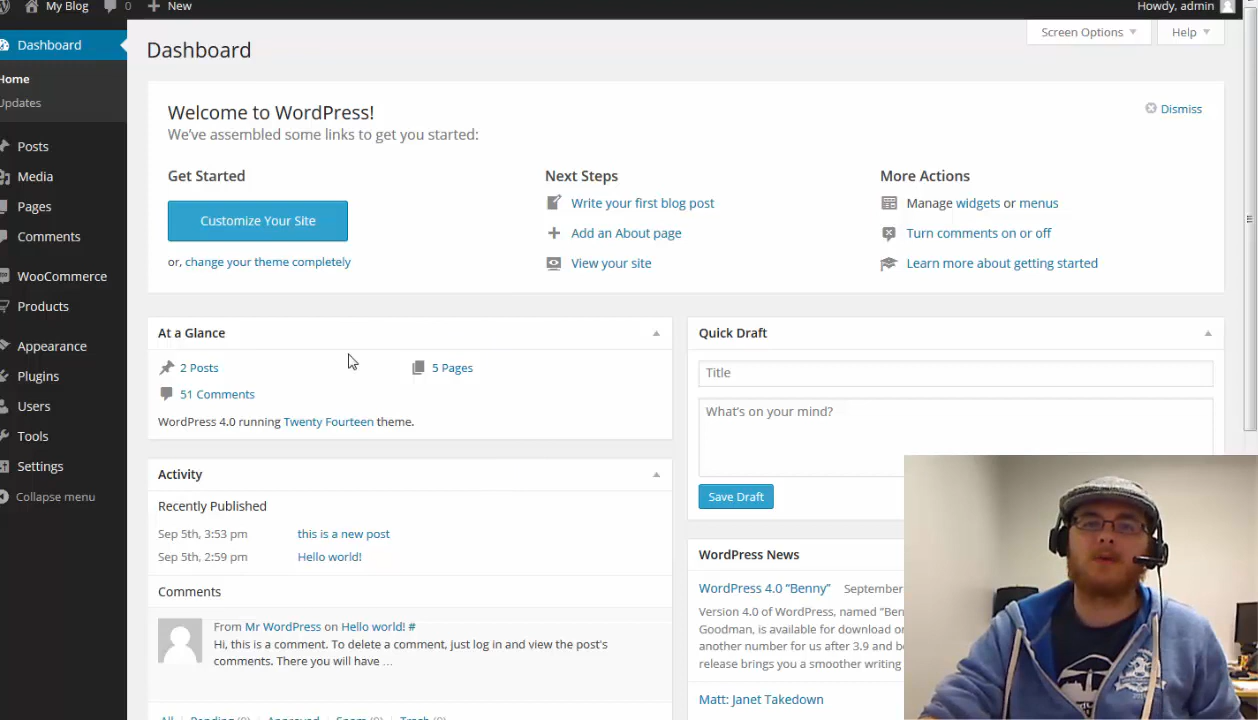 My Blog 0 New Howdy, admin
Dashboard
Home
Updates
Posts
Media
Pages
Comments
WooCommerce
Products
Appearance
Plugins
Users
Tools
Settings
Collapse menu
Screen Options Help
Dashboard
Welcome to WordPress!
Dismiss
We've assembled some links to get you started:
Get Started
Customize Your Site
or, change your theme completely
Next Steps
Write your first blog post
Add an About page
View your site
More Actions
Manage widgets or menus
Turn comments on or off
Learn more about getting started
At a Glance
2 Posts 5 Pages
51 Comments
WordPress 4.0 running Twenty Fourteen theme.
Activity
Recently Published
Sep 5th, 3:53 pm this is a new post
Sep 5th, 2:59 pm Hello world!
Comments
From Mr WordPress on Hello world! #
Hi, this is a comment. To delete a comment, just log in and view the post's
comments. There you will have ...
All Pending (0) Approved Spam (0) Trash (0)
Quick Draft
Title
What's on your mind?
Save Draft
WordPress News
WordPress 4.0 “Benny” September
Version 4.0 of WordPress, named “Ben
Goodman, is available for download o
another number for us after 3.9 and b
release brings you a smoother writing
Matt: Janet Takedown